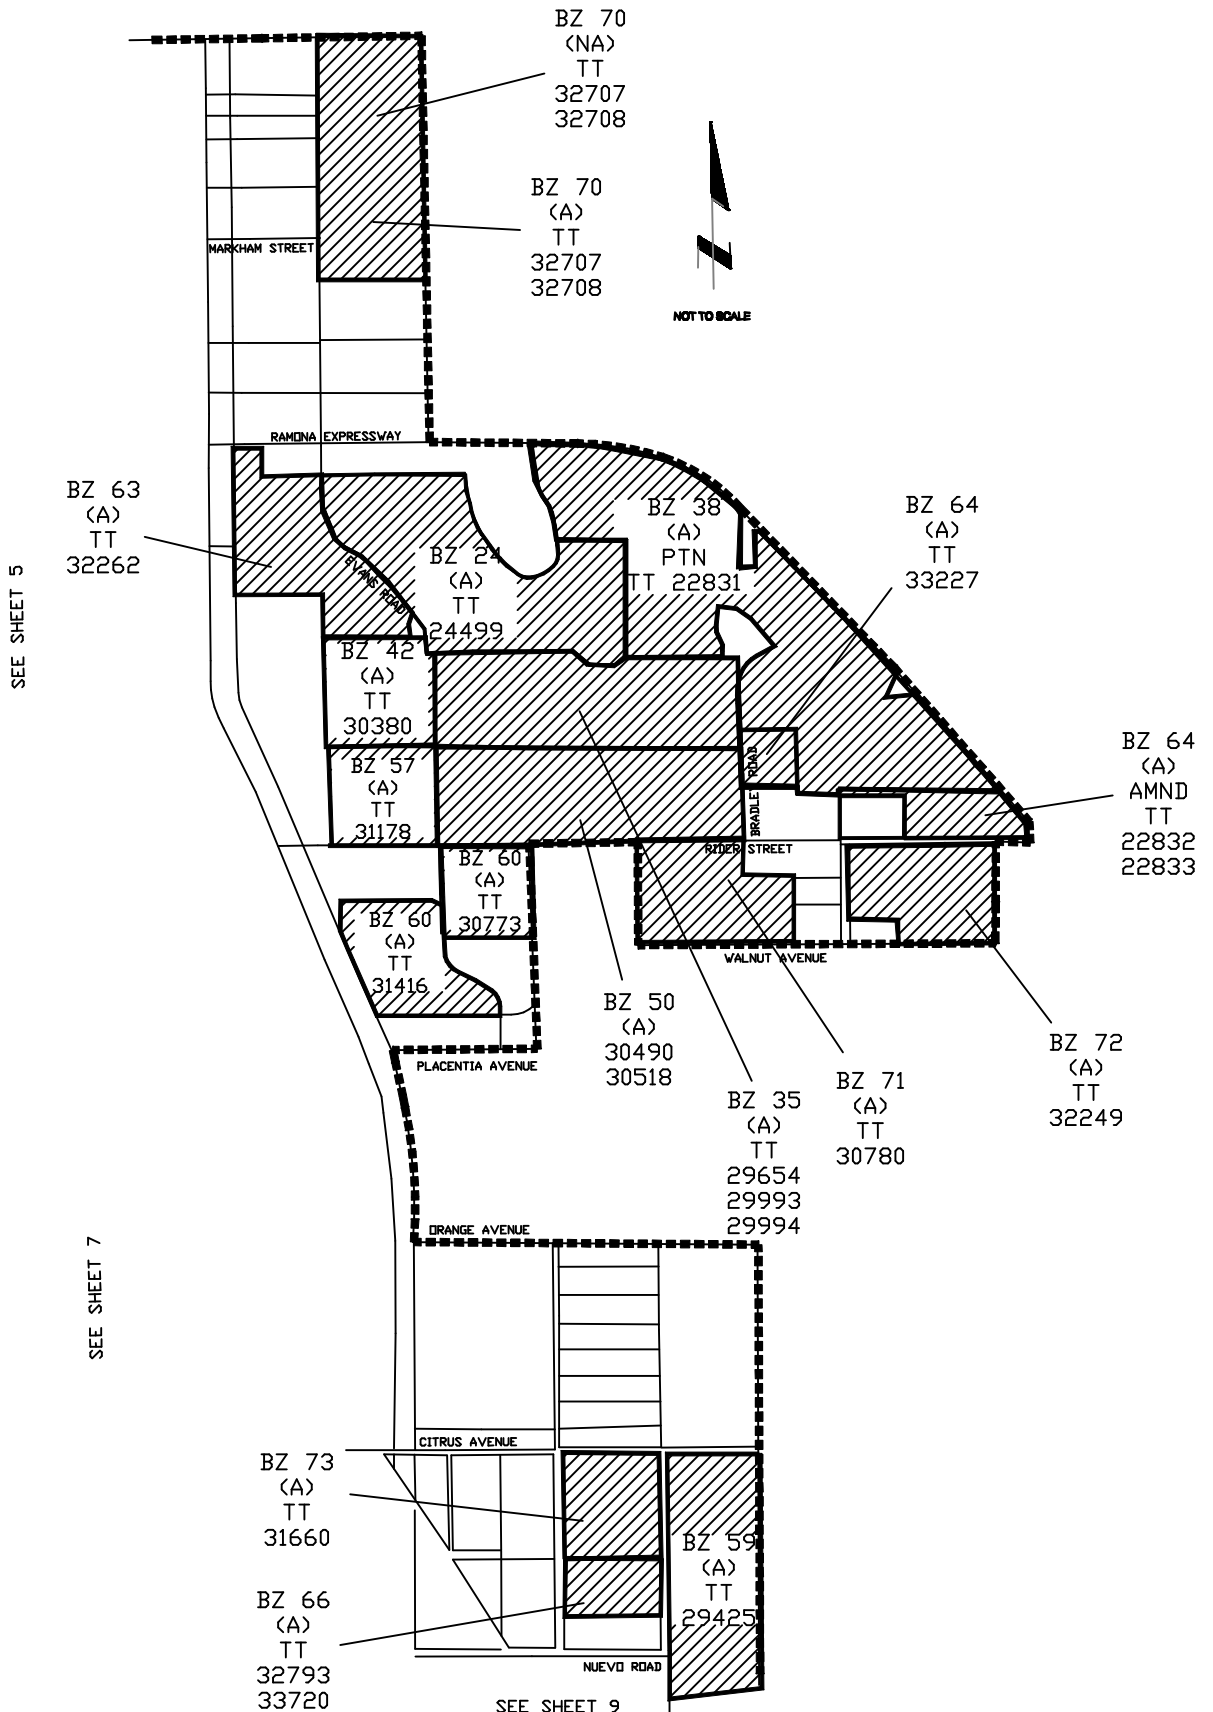 BZ 70
(NA)
TT
32707
32708
BZ 70
(A)
TT
32707
32708
MARKHAM STREET
NOT TO SCALE
RAMONA EXPRESSWAY
BZ 63
(A)
TT
32262
SEE SHEET 5
EVANS ROAD
BZ 24
(A)
TT
24499
BZ 38
(A)
PTN
TT 22831
BZ 64
(A)
TT
33227
BZ 42
(A)
TT
30380
BZ 57
(A)
TT
31178
BZ 64
(A)
AMND
TT
22832
22833
ROAD
RIDER STREET
BZ 60
(A)
TT
30773
BZ 60
(A)
TT
31416
WALNUT AVENUE
BZ 50
(A)
30490
30518
PLACENTIA AVENUE
BZ 35
(A)
TT
29654
29993
29994
BZ 71
(A)
TT
30780
BZ 72
(A)
TT
32249
ORANGE AVENUE
SEE SHEET 7
CITRUS AVENUE
BZ 73
(A)
TT
31660
BZ 59
(A)
TT
29425
BZ 66
(A)
TT
32793
33720
NUEVO ROAD
SEE SHEET 9